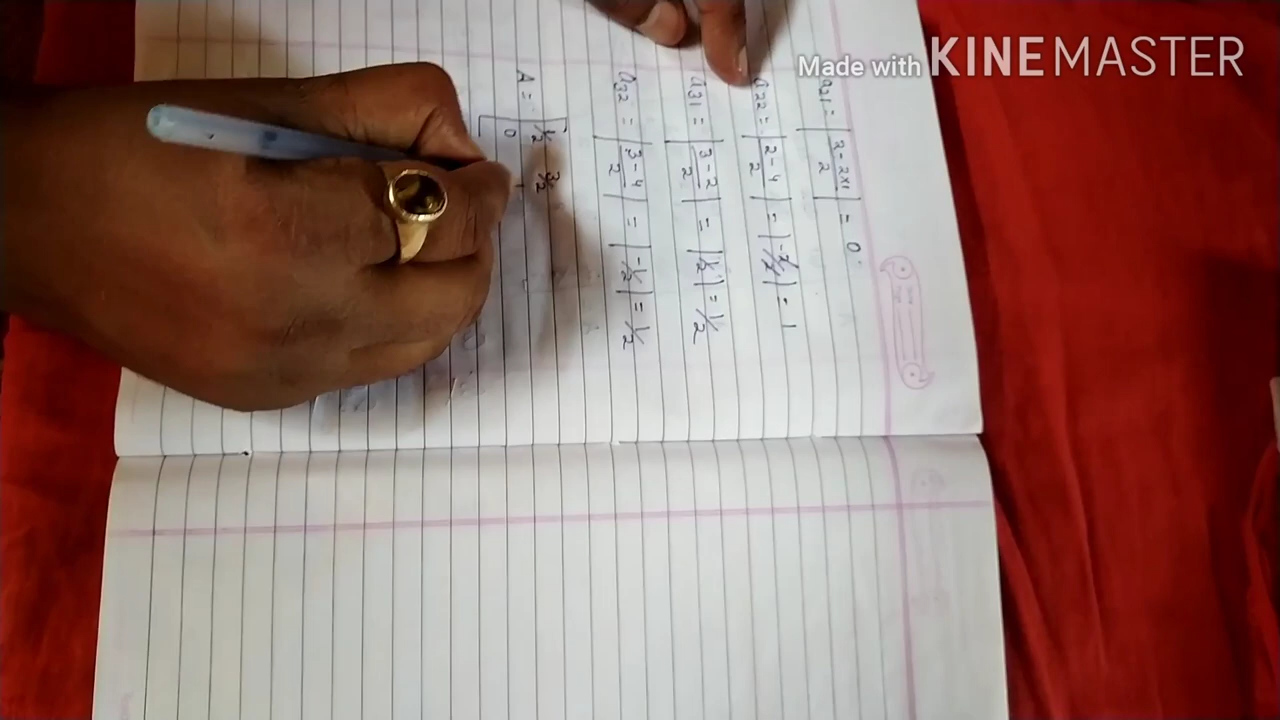 Made with KINEMASTER
a21 = |2 - 2×1 / 2| = 0
a22 = |2 - 4 / 2| = |-2/2| = 1
a31 = |3 - 2 / 2| = |1/2| = 1/2
a32 = |3 - 4 / 2| = |-1/2| = 1/2
A = [ 1/2 3/2
0 1